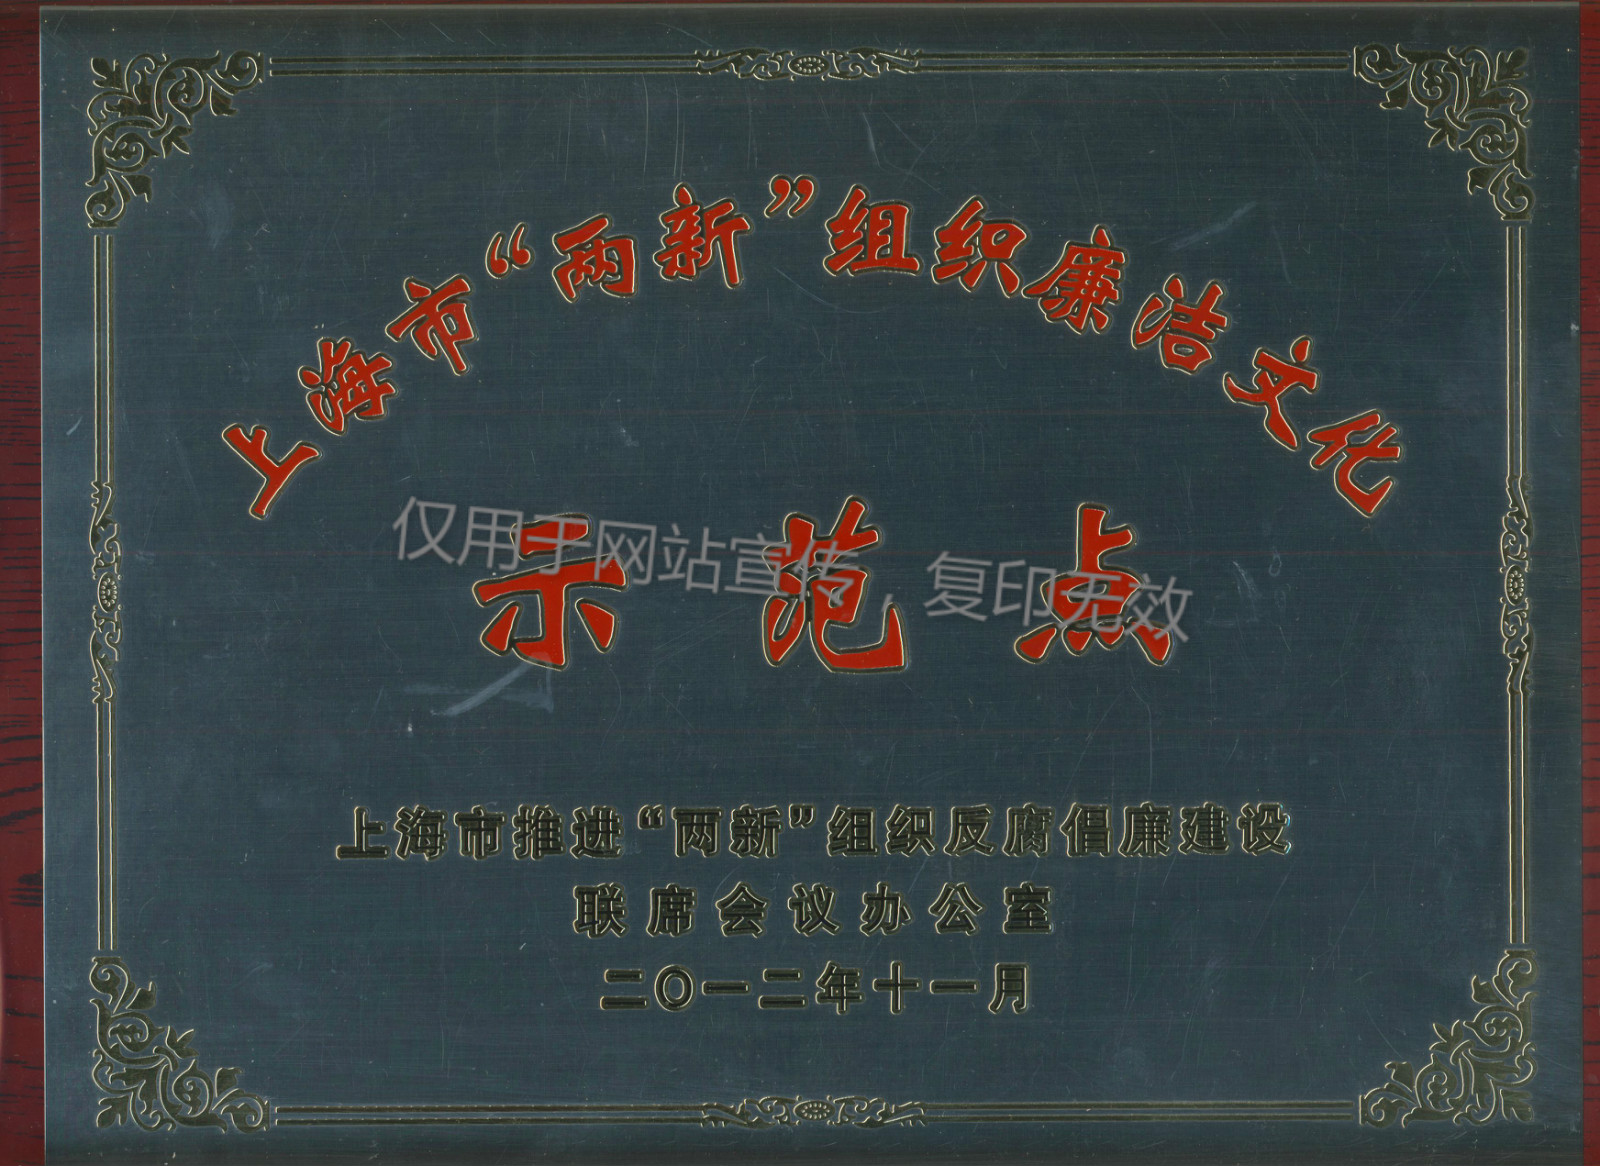 上海市“两新”组织廉洁文化
示范点
仅用于网站宣传，复印无效
上海市推进“两新”组织反腐倡廉建设
联席会议办公室
二〇一二年十一月